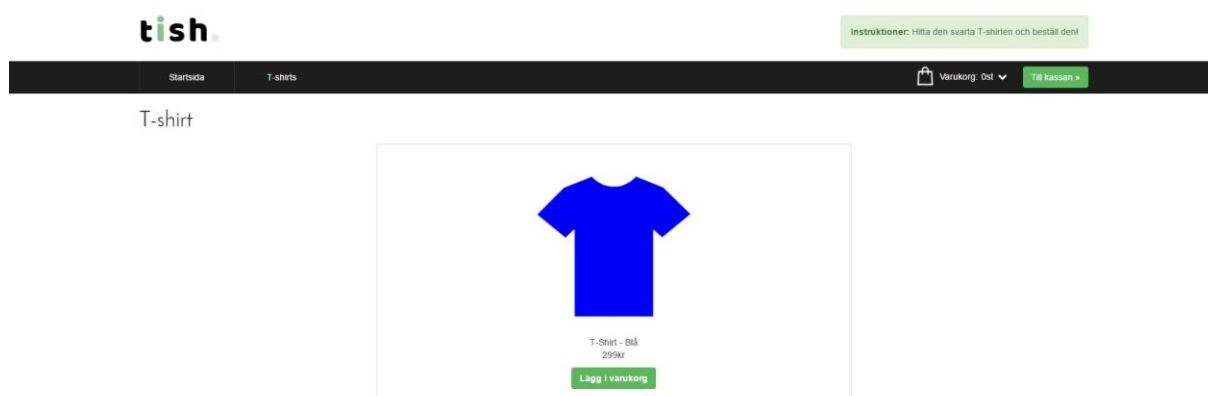 tish.
Instruktioner: Hitta den svarta T-shirten och beställ den!
Startsida
T-shirts
Varukorg: 0st
Till kassan »
T-shirt
T-Shirt - Blå
299kr
Lägg i varukorg